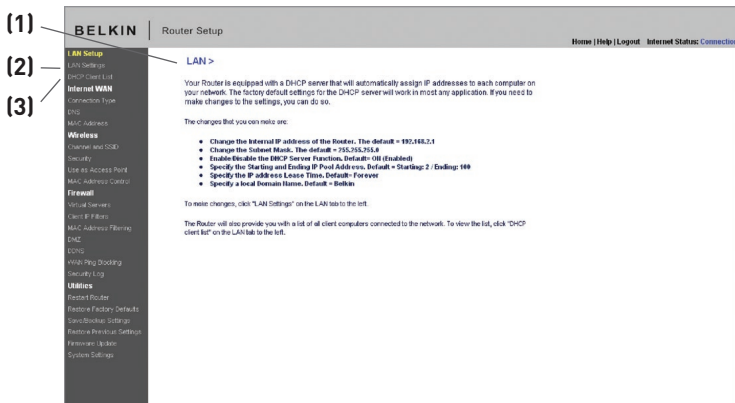 (1)
(2)
(3)
BELKIN | Router Setup
Home | Help | Logout Internet Status: Connection
LAN Setup
LAN Settings
DHCP Client List
Internet WAN
Connection Type
DNS
MAC Address
Wireless
Channel and SSID
Security
Use as Access Point
MAC Address Control
Firewall
Virtual Servers
Client IP Filters
MAC Address Filtering
DMZ
DDNS
WAN Ping Blocking
Security Log
Utilities
Restart Router
Restore Factory Defaults
Save/Backup Settings
Restore Previous Settings
Firmware Update
System Settings
LAN >
Your Router is equipped with a DHCP server that will automatically assign IP addresses to each computer on
your network. The factory default settings for the DHCP server will work in most any application. If you need to
make changes to the settings, you can do so.
The changes that you can make are:
• Change the Internal IP address of the Router. The default = 192.168.2.1
• Change the Subnet Mask. The default = 255.255.255.0
• Enable/Disable the DHCP Server Function. Default= ON (Enabled)
• Specify the Starting and Ending IP Pool Address. Default = Starting: 2 / Ending: 100
• Specify the IP address Lease Time. Default= Forever
• Specify a local Domain Name. Default = Belkin
To make changes, click "LAN Settings" on the LAN tab to the left.
The Router will also provide you with a list of all client computers connected to the network. To view the list, click "DHCP
client list" on the LAN tab to the left.